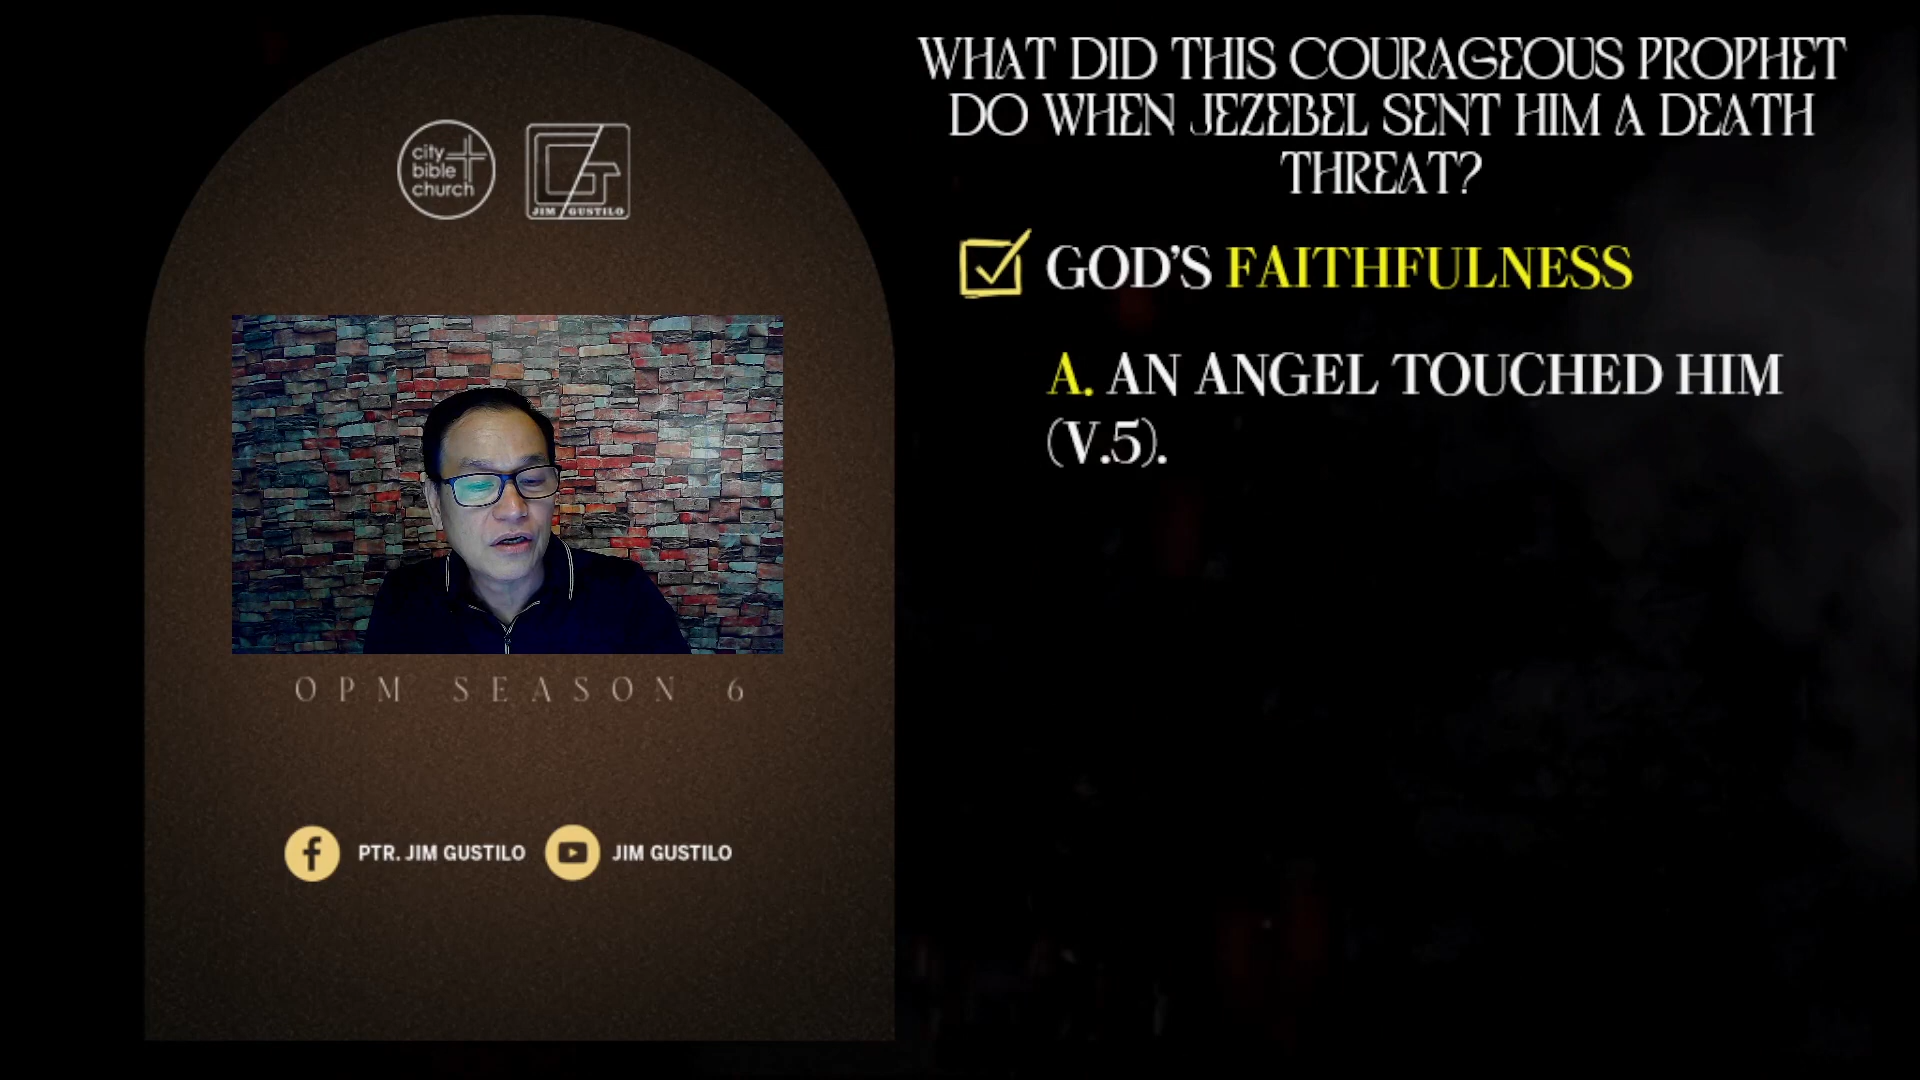 city
bible
church
JIM GUSTILO
OPM SEASON 6
PTR. JIM GUSTILO
JIM GUSTILO
WHAT DID THIS COURAGEOUS PROPHET
DO WHEN JEZEBEL SENT HIM A DEATH
THREAT?
GOD'S FAITHFULNESS
A. AN ANGEL TOUCHED HIM
(V.5).